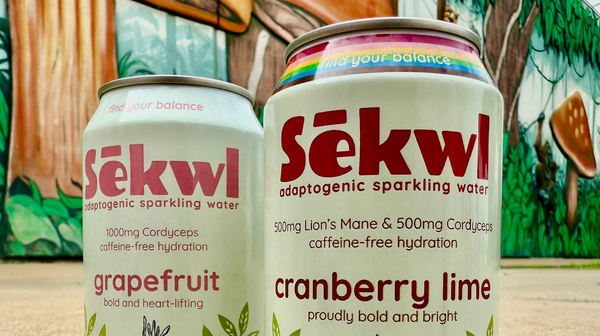 find your balance
Sēkwl
adaptogenic sparkling water
1000mg Cordyceps
caffeine-free hydration
grapefruit
bold and heart-lifting
find your balance
Sēkwl
adaptogenic sparkling water
500mg Lion's Mane & 500mg Cordyceps
caffeine-free hydration
cranberry lime
proudly bold and bright